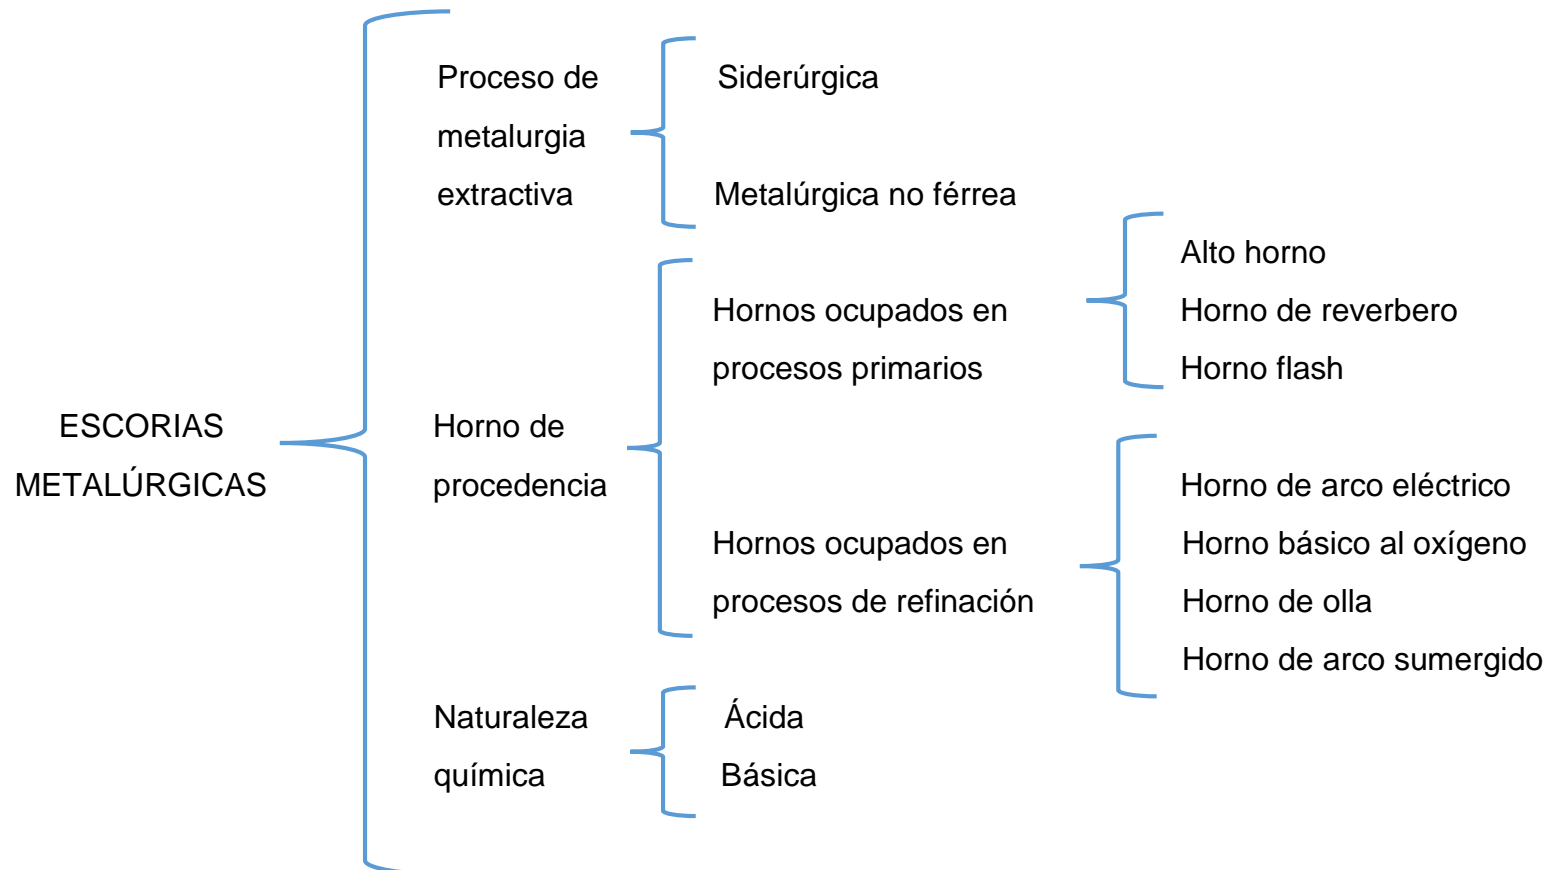 ESCORIAS
METALÚRGICAS
Proceso de
metalurgia
extractiva
Siderúrgica
Metalúrgica no férrea
Horno de
procedencia
Hornos ocupados en
procesos primarios
Alto horno
Horno de reverbero
Horno flash
Hornos ocupados en
procesos de refinación
Horno de arco eléctrico
Horno básico al oxígeno
Horno de olla
Horno de arco sumergido
Naturaleza
química
Ácida
Básica